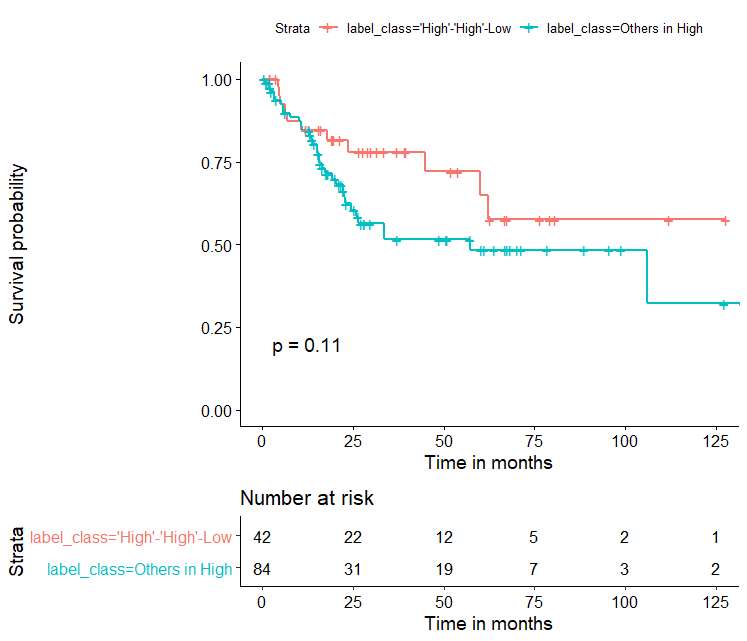 Strata label_class='High'-'High'-Low label_class=Others in High
Survival probability
1.00
0.75
0.50
0.25
0.00
p = 0.11
0 25 50 75 100 125
Time in months
Number at risk
Strata
label_class='High'-'High'-Low 42 22 12 5 2 1
label_class=Others in High 84 31 19 7 3 2
0 25 50 75 100 125
Time in months